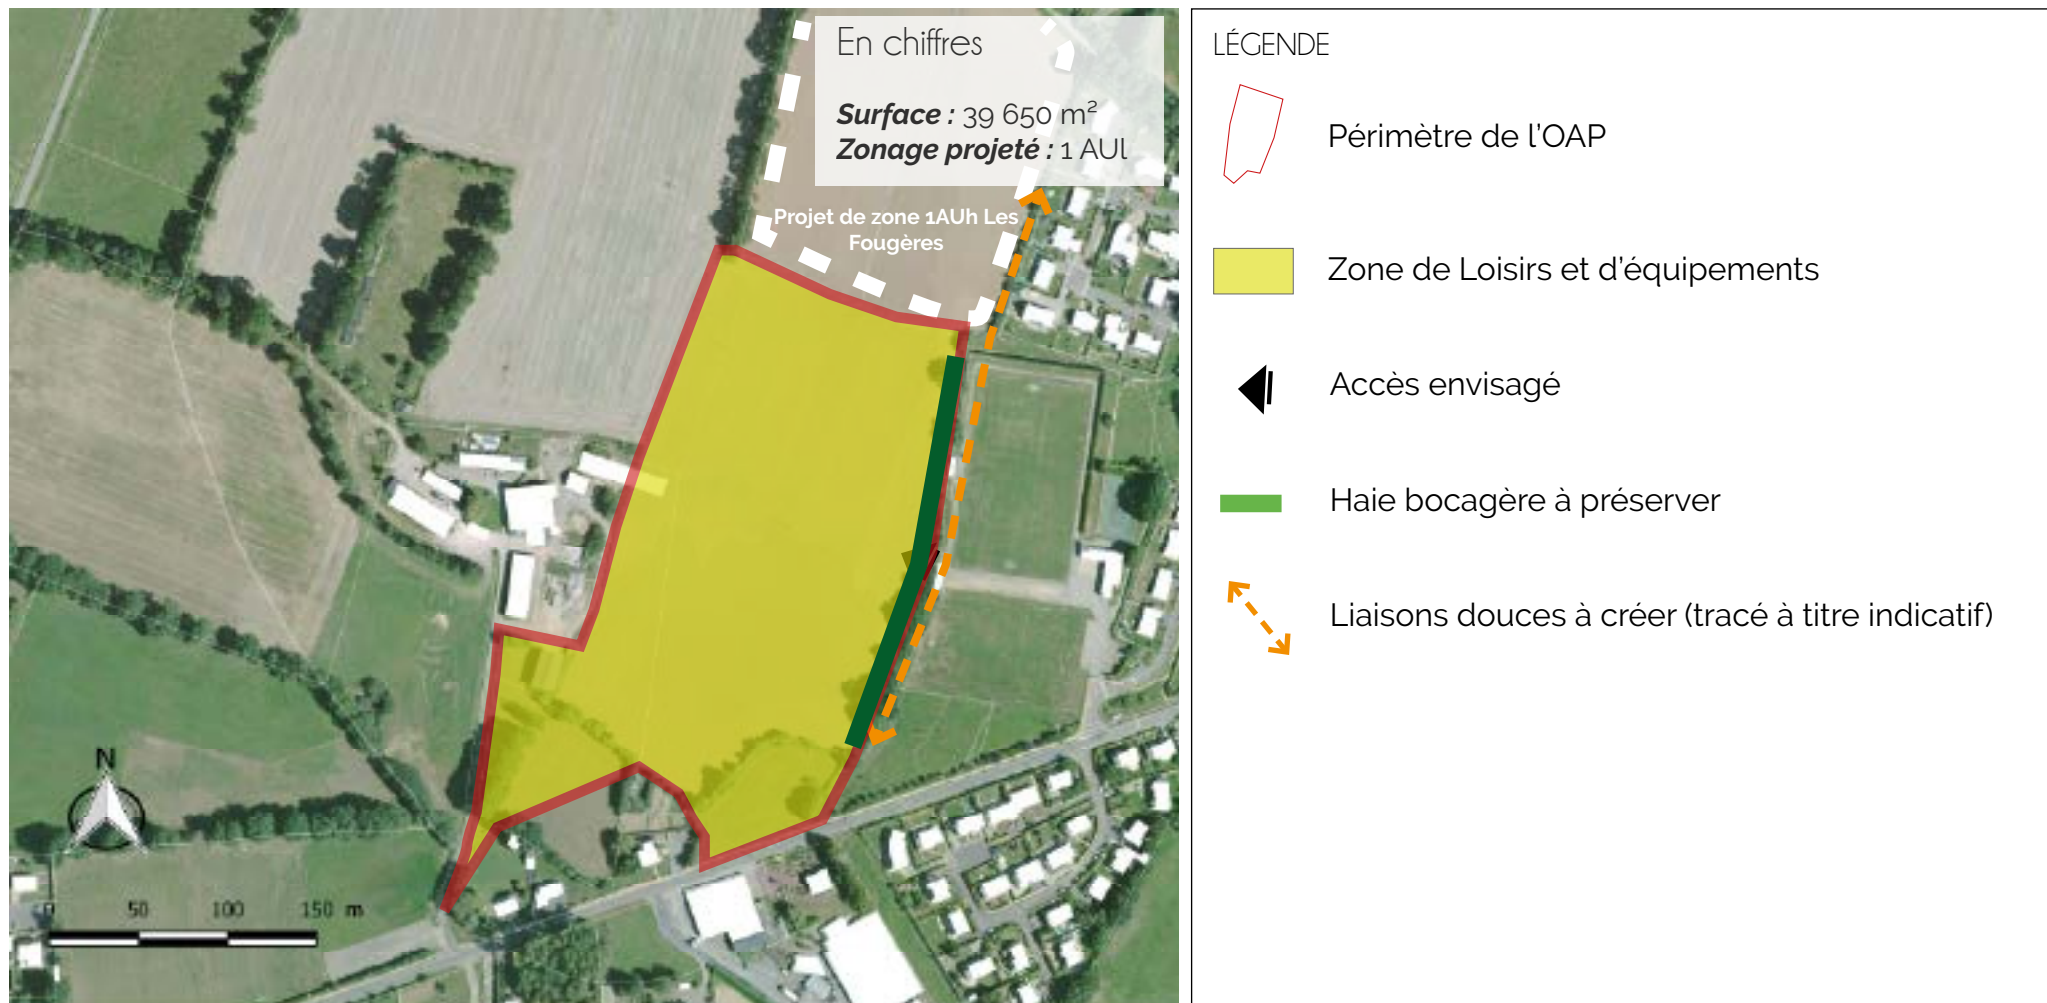 En chiffres
Surface : 39 650 m²
Zonage projeté : 1 AUl
Projet de zone 1AUh Les
Fougères
N
0 50 100 150 m
LÉGENDE
Périmètre de l'OAP
Zone de Loisirs et d'équipements
Accès envisagé
Haie bocagère à préserver
Liaisons douces à créer (tracé à titre indicatif)